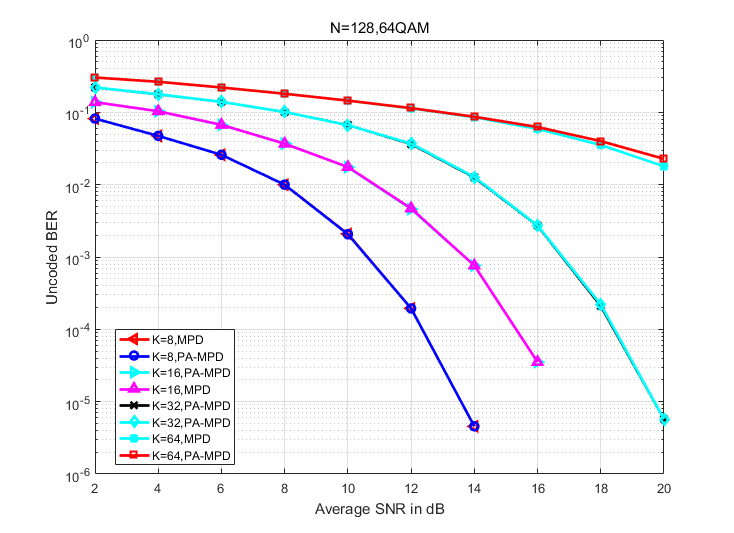 N=128,64QAM
10^0
10^-1
10^-2
10^-3
10^-4
10^-5
10^-6
Uncoded BER
K=8,MPD
K=8,PA-MPD
K=16,PA-MPD
K=16,MPD
K=32,PA-MPD
K=32,PA-MPD
K=64,MPD
K=64,PA-MPD
2 4 6 8 10 12 14 16 18 20
Average SNR in dB